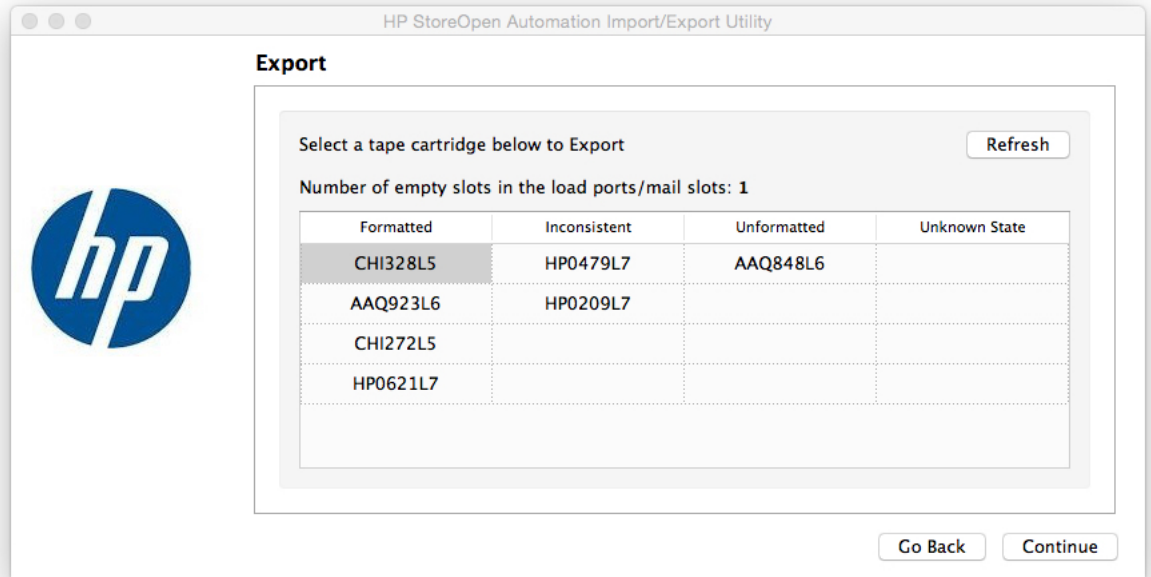 HP StoreOpen Automation Import/Export Utility
Export
Select a tape cartridge below to Export
Refresh
Number of empty slots in the load ports/mail slots: 1
Formatted Inconsistent Unformatted Unknown State
CHI328L5 HP0479L7 AAQ848L6
AAQ923L6 HP0209L7
CHI272L5
HP0621L7
hp
Go Back Continue